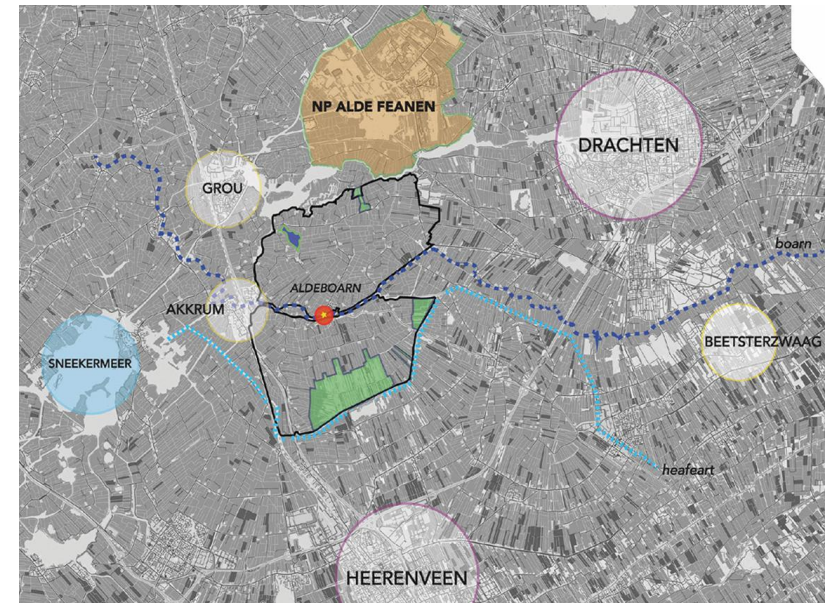 NP ALDE FEANEN
DRACHTEN
GROU
boarn
ALDEBOARN
AKKRUM
BEETSTERZWAAG
SNEEKERMEER
heafeart
HEERENVEEN